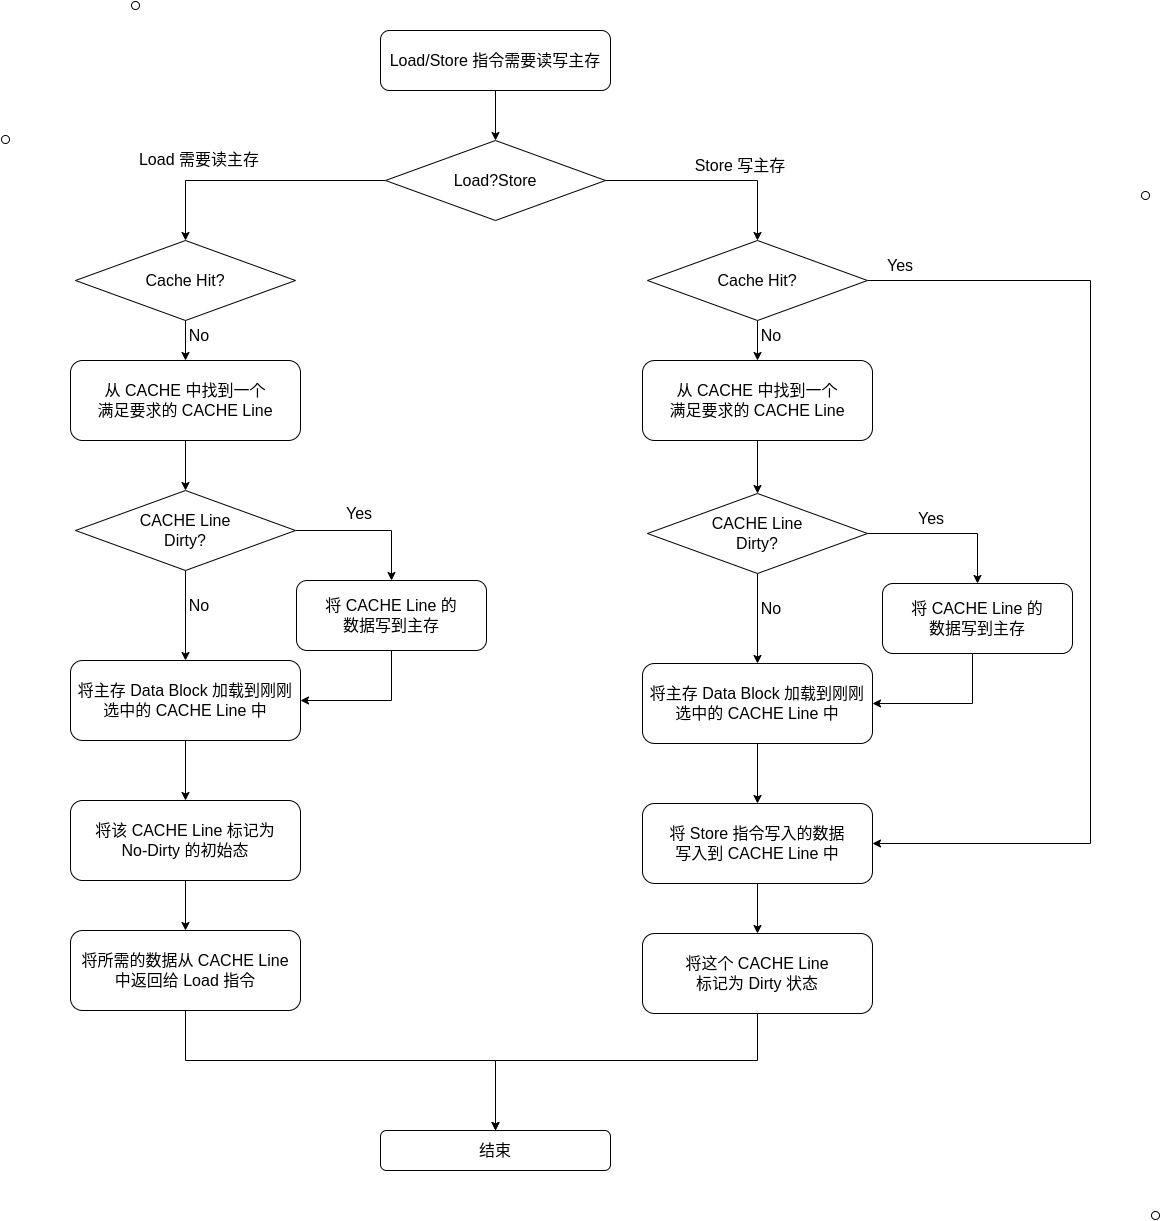 Load/Store 指令需要读写主存
Load?Store
Load 需要读主存
Store 写主存
Cache Hit?
No
从 CACHE 中找到一个
满足要求的 CACHE Line
CACHE Line
Dirty?
Yes
No
将 CACHE Line 的
数据写到主存
将主存 Data Block 加载到刚刚
选中的 CACHE Line 中
将该 CACHE Line 标记为
No-Dirty 的初始态
将所需的数据从 CACHE Line
中返回给 Load 指令
Cache Hit?
Yes
No
从 CACHE 中找到一个
满足要求的 CACHE Line
CACHE Line
Dirty?
Yes
No
将 CACHE Line 的
数据写到主存
将主存 Data Block 加载到刚刚
选中的 CACHE Line 中
将 Store 指令写入的数据
写入到 CACHE Line 中
将这个 CACHE Line
标记为 Dirty 状态
结束